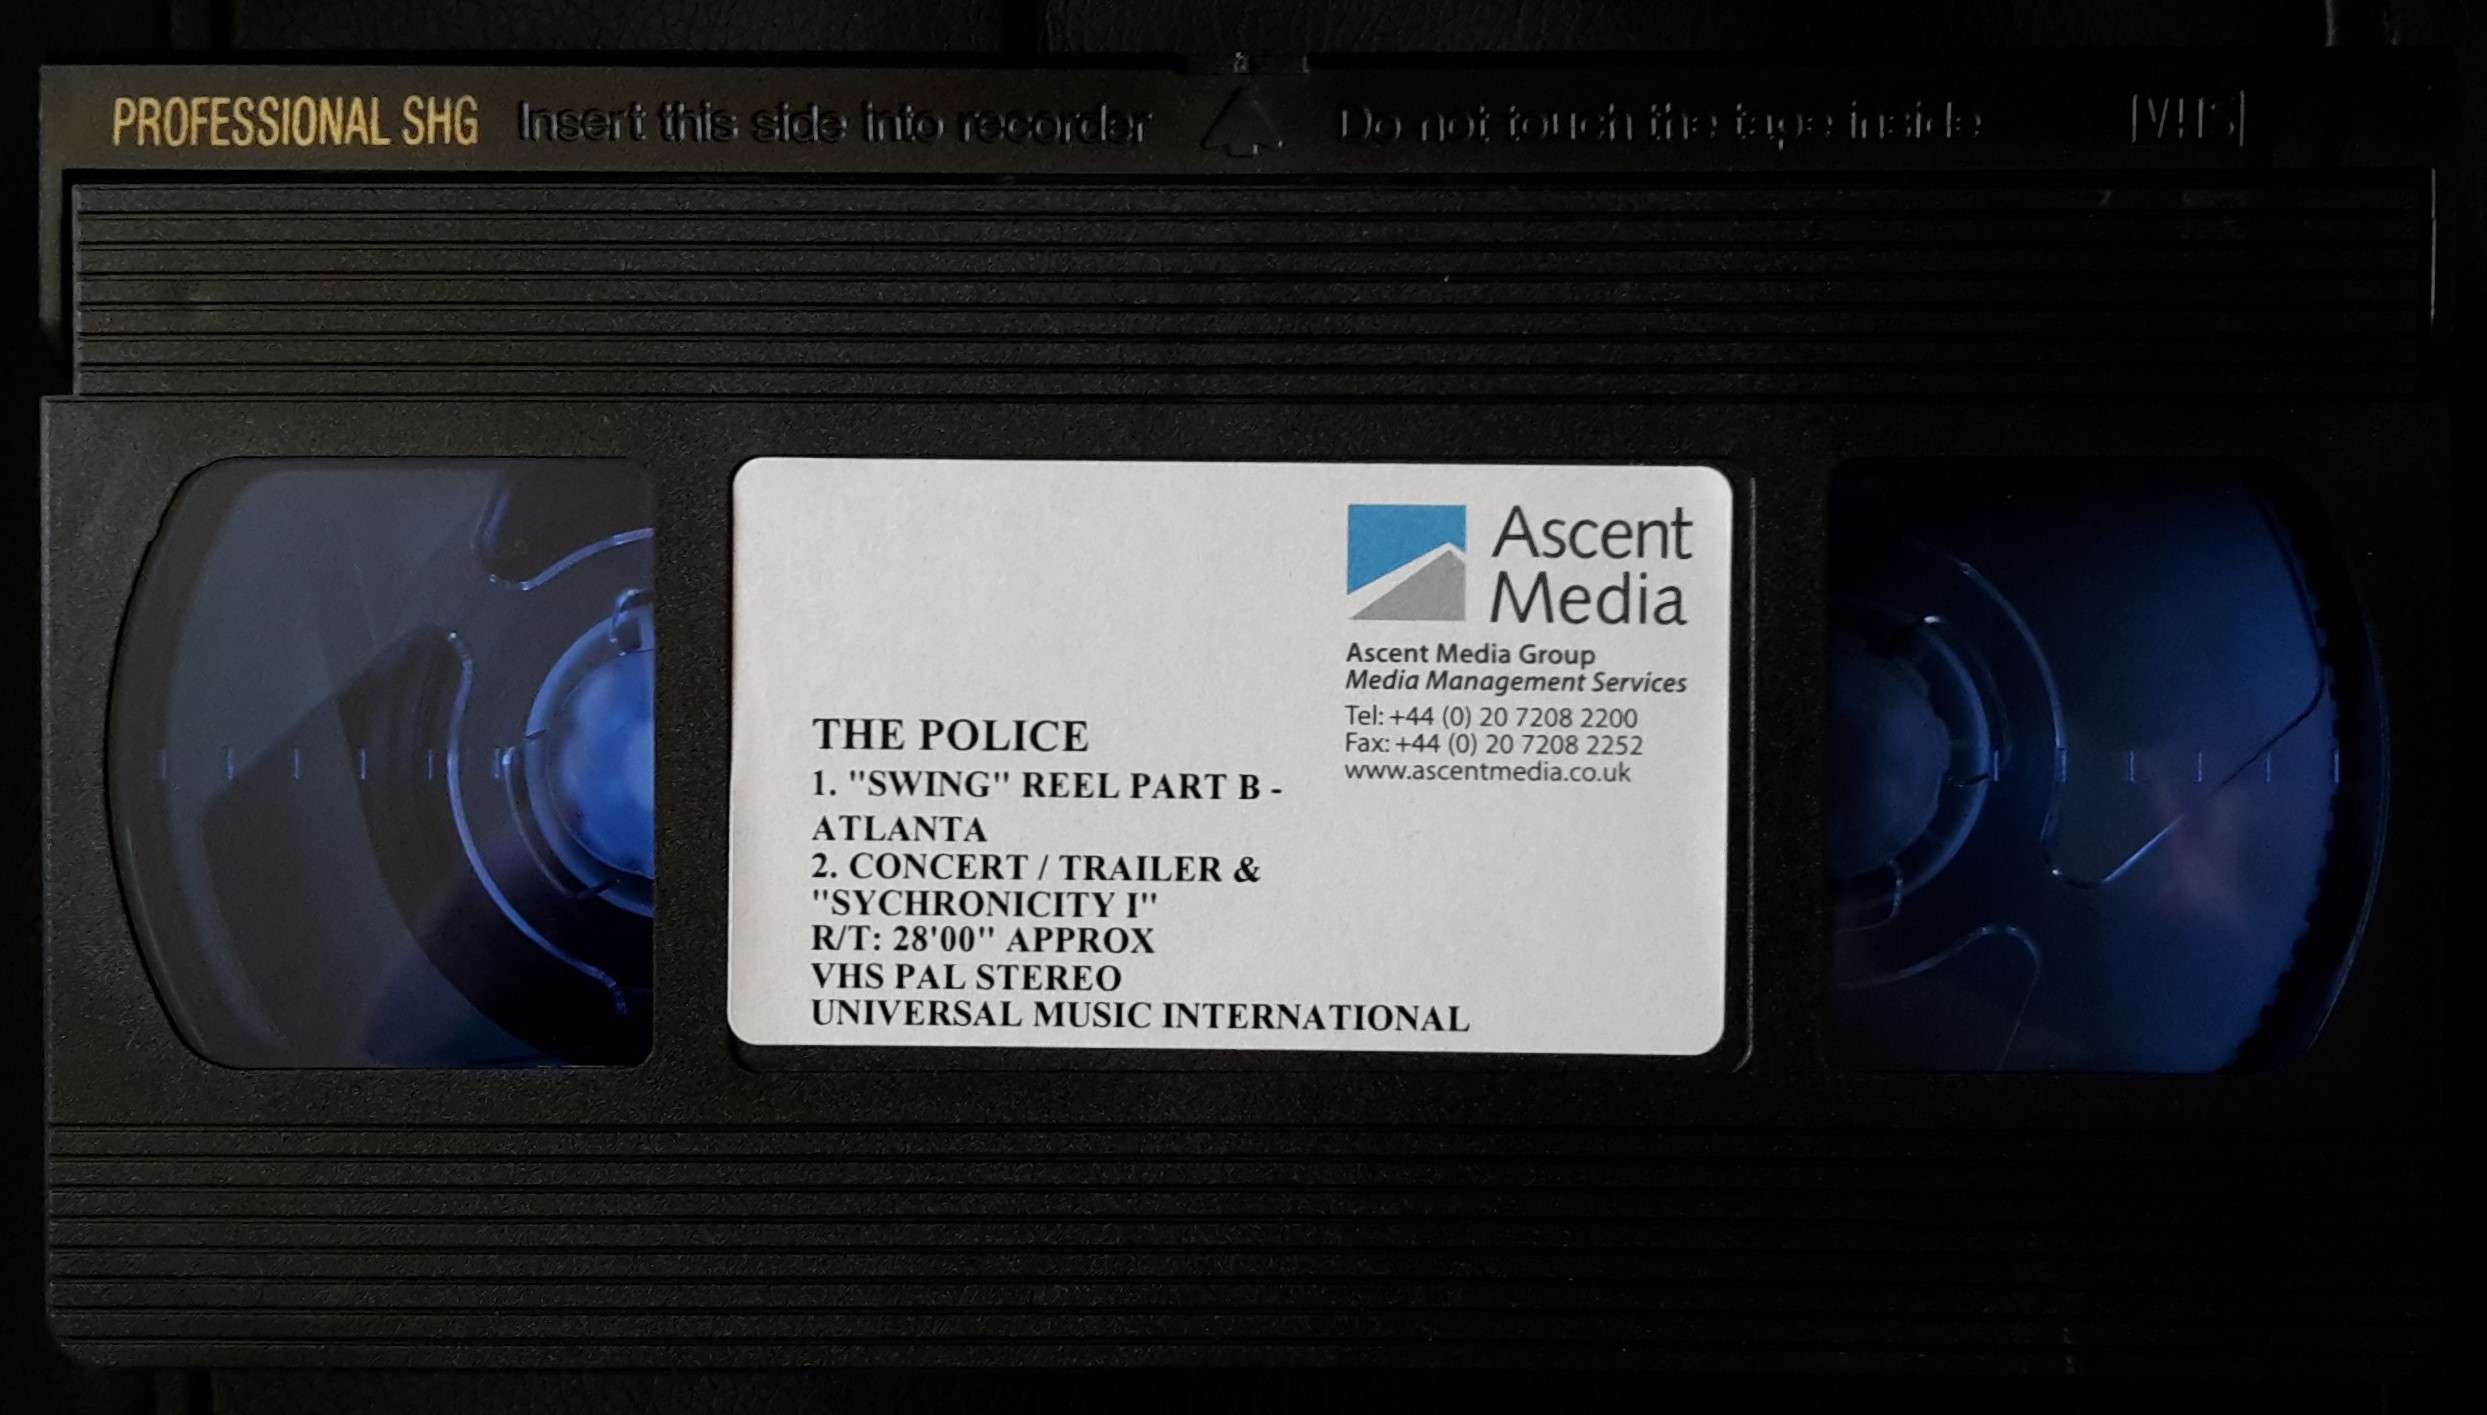 PROFESSIONAL SHG Insert this side into recorder Do not touch the tape inside VHS
Ascent
Media
Ascent Media Group
Media Management Services
Tel: +44 (0) 20 7208 2200
Fax: +44 (0) 20 7208 2252
www.ascentmedia.co.uk
THE POLICE
1. "SWING" REEL PART B -
ATLANTA
2. CONCERT / TRAILER &
"SYCHRONICITY I"
R/T: 28'00" APPROX
VHS PAL STEREO
UNIVERSAL MUSIC INTERNATIONAL